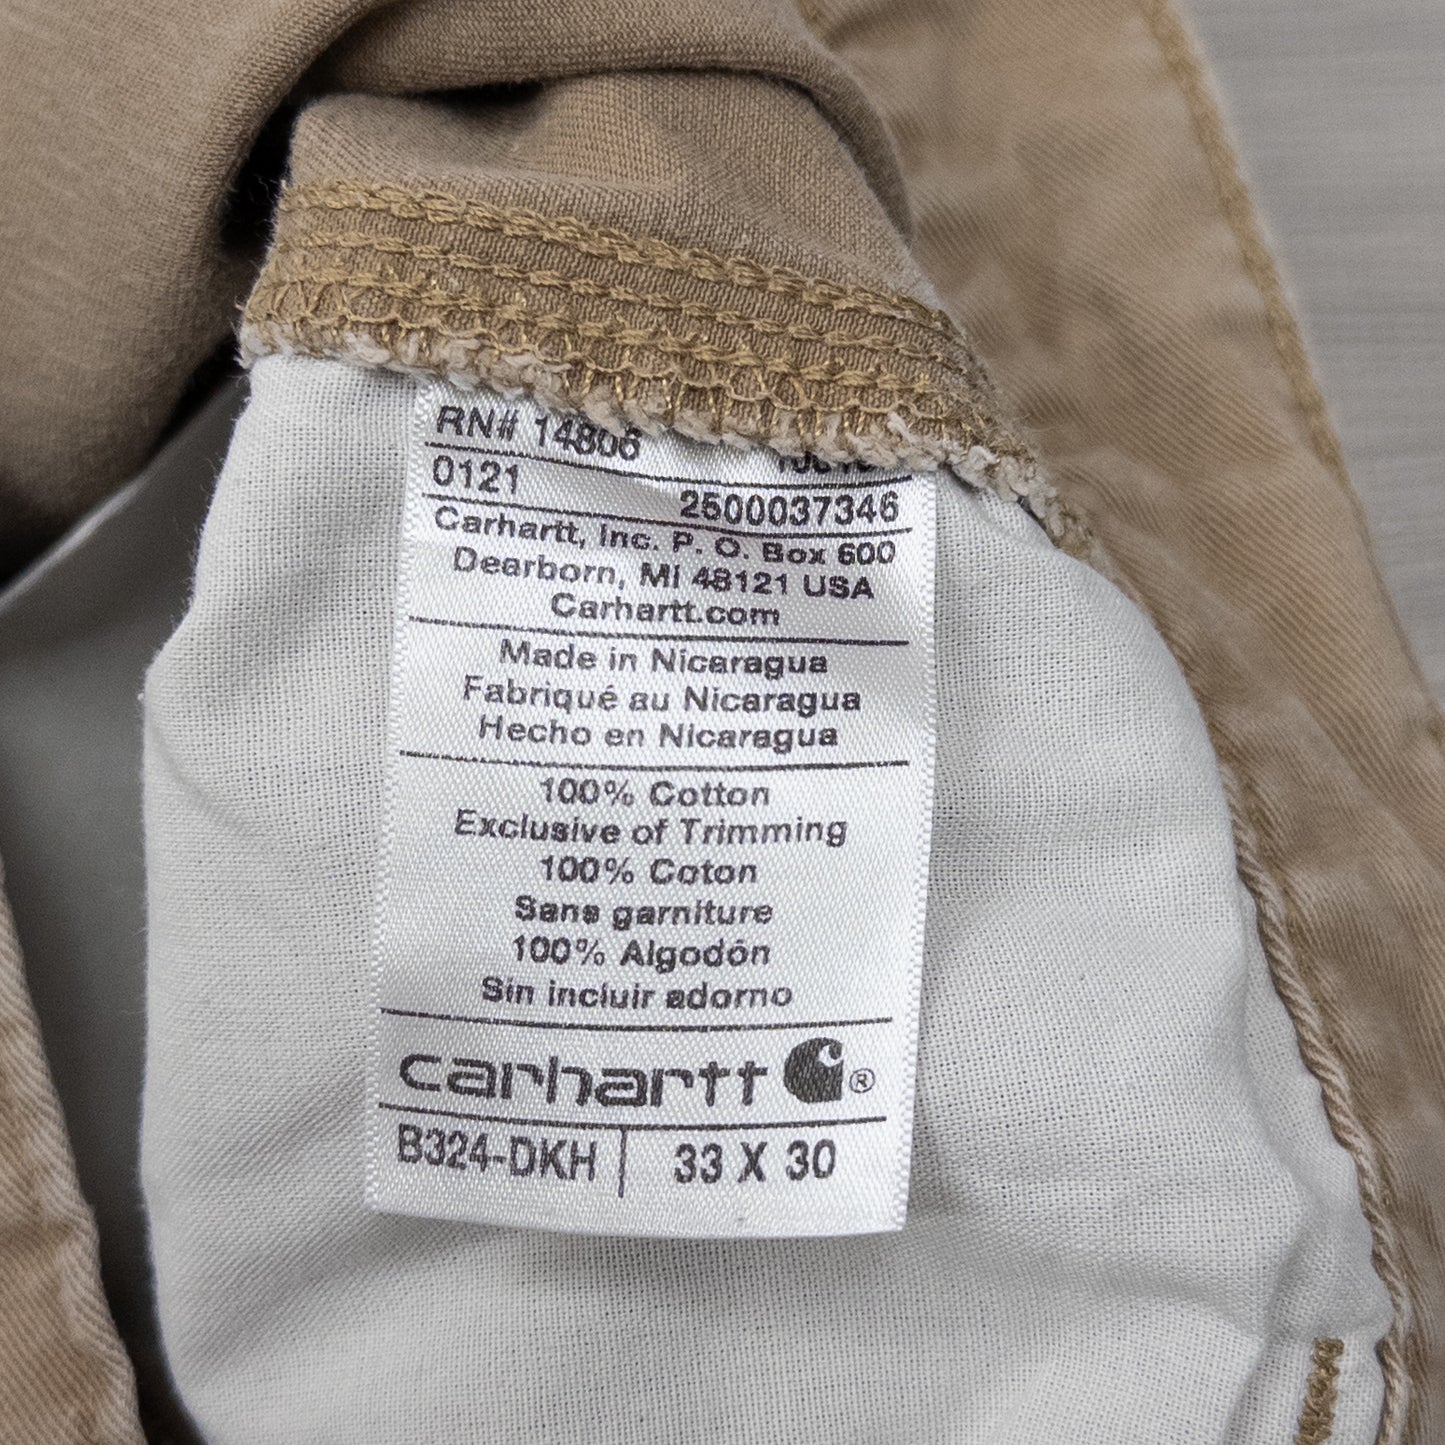 RN# 14806
0121 2500037346
Carhartt, Inc. P. O. Box 600
Dearborn, MI 48121 USA
Carhartt.com
Made in Nicaragua
Fabriqué au Nicaragua
Hecho en Nicaragua
100% Cotton
Exclusive of Trimming
100% Coton
Sans garniture
100% Algodón
Sin incluir adorno
carhartt ®
B324-DKH 33 X 30